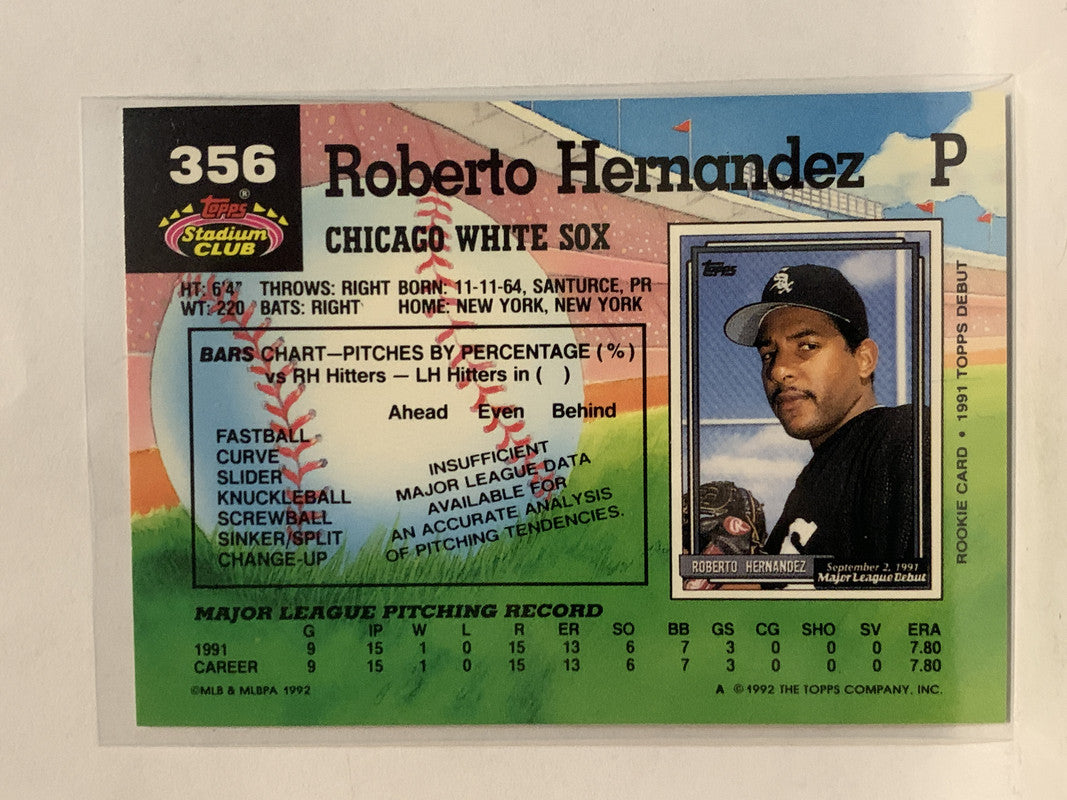 356
Topps®
Stadium
CLUB
Roberto Hernandez P
CHICAGO WHITE SOX
HT: 6'4" THROWS: RIGHT BORN: 11-11-64, SANTURCE, PR
WT: 220 BATS: RIGHT HOME: NEW YORK, NEW YORK
BARS CHART—PITCHES BY PERCENTAGE (%)
vs RH Hitters — LH Hitters in ( )
Ahead Even Behind
FASTBALL
CURVE
SLIDER
KNUCKLEBALL
SCREWBALL
SINKER/SPLIT
CHANGE-UP
INSUFFICIENT
MAJOR LEAGUE DATA
AVAILABLE FOR
AN ACCURATE ANALYSIS
OF PITCHING TENDENCIES.
Topps
Sox
ROBERTO HERNANDEZ
September 2, 1991
Major League Debut
ROOKIE CARD • 1991 TOPPS DEBUT
MAJOR LEAGUE PITCHING RECORD
G IP W L R ER SO BB GS CG SHO SV ERA
1991 9 15 1 0 15 13 6 7 3 0 0 0 7.80
CAREER 9 15 1 0 15 13 6 7 3 0 0 0 7.80
©MLB & MLBPA 1992
A ©1992 THE TOPPS COMPANY, INC.